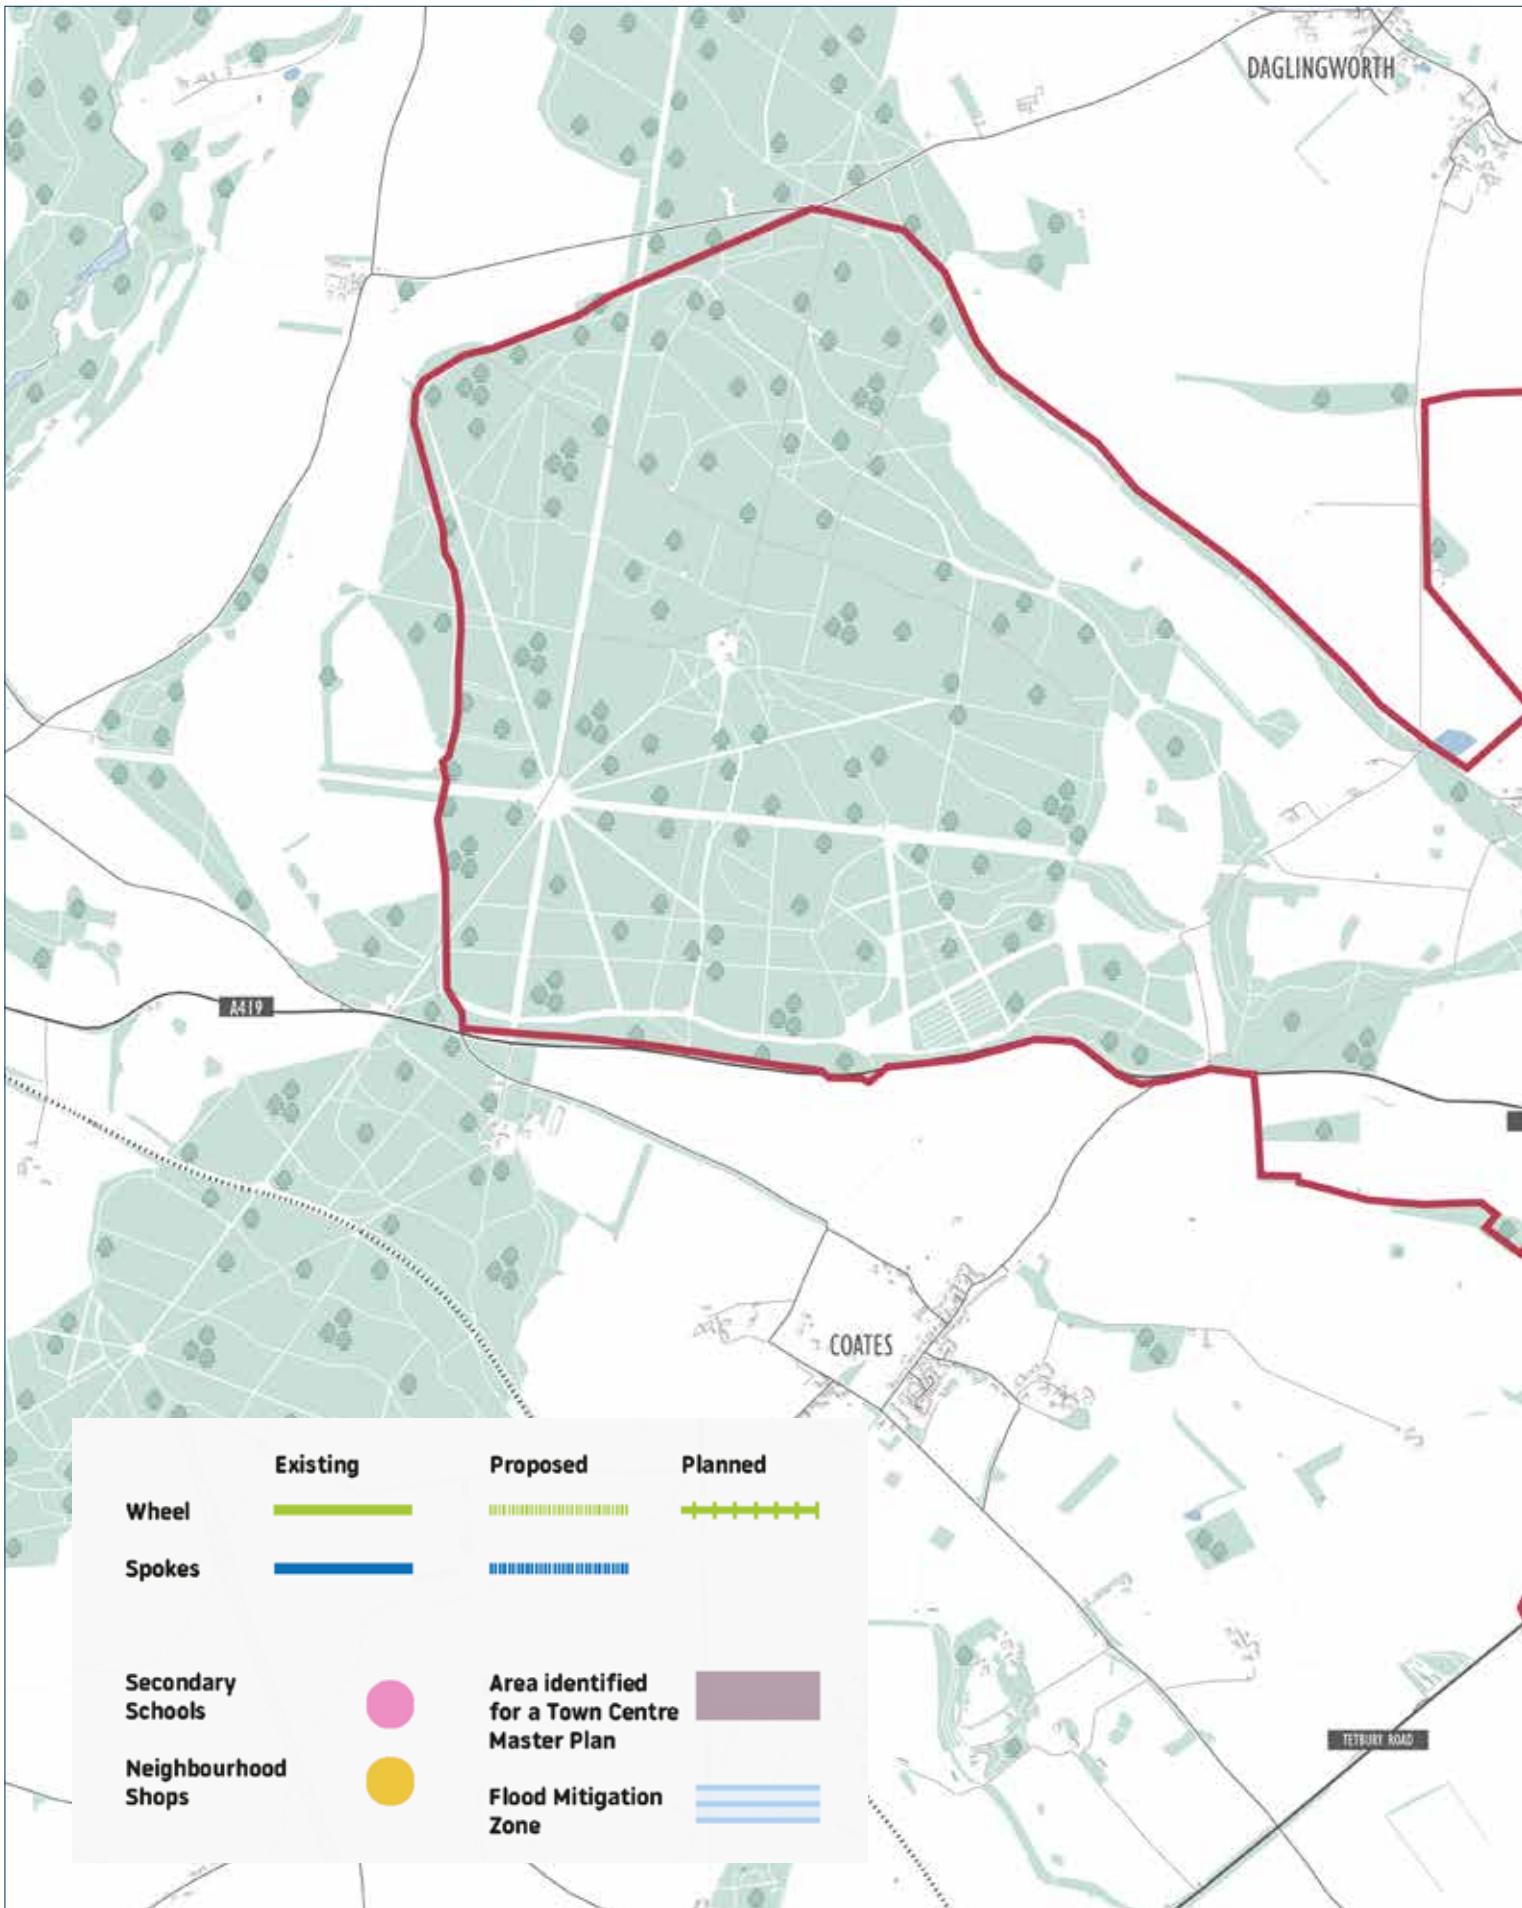 DAGLINGWORTH
A419
COATES
Existing Proposed Planned
Wheel
Spokes
Secondary
Schools
Area identified
for a Town Centre
Master Plan
Neighbourhood
Shops
Flood Mitigation
Zone
TETBURY ROAD